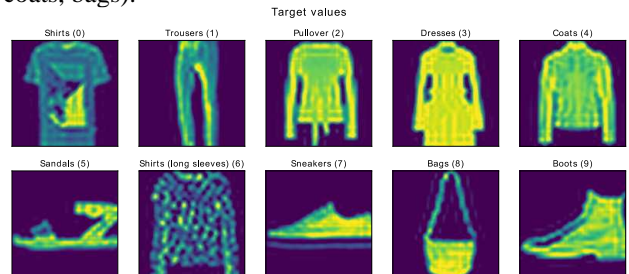 coats, bags).
Target values
Shirts (0) Trousers (1) Pullover (2) Dresses (3) Coats (4)
Sandals (5) Shirts (long sleeves) (6) Sneakers (7) Bags (8) Boots (9)